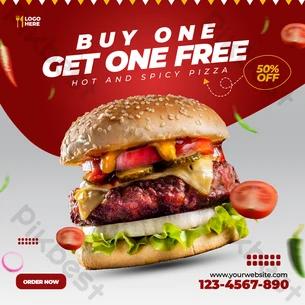 LOGO
HERE
BUY ONE
GET ONE FREE
HOT AND SPICY PIZZA
50%
OFF
ORDER NOW
www.yourwebsite.com
123-4567-890
Pikbest